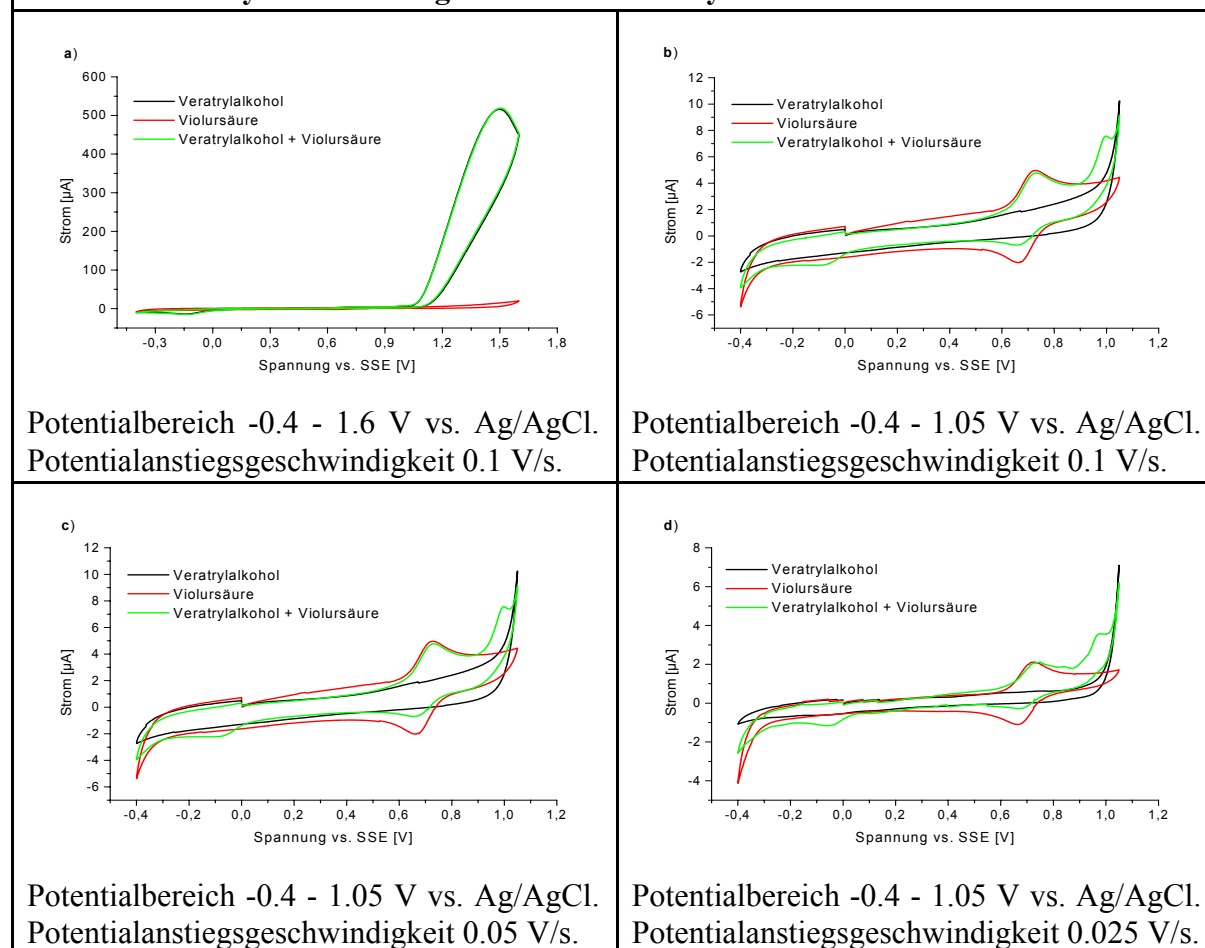 a)
600
500
400
300
200
100
0
Strom [µA]
Veratrylalkohol
Violursäure
Veratrylalkohol + Violursäure
-0,3 0,0 0,3 0,6 0,9 1,2 1,5 1,8
Spannung vs. SSE [V]
Potentialbereich -0.4 - 1.6 V vs. Ag/AgCl.
Potentialanstiegsgeschwindigkeit 0.1 V/s.
b)
12
10
8
6
4
2
0
-2
-4
-6
Strom [µA]
Veratrylalkohol
Violursäure
Veratrylalkohol + Violursäure
-0,4 -0,2 0,0 0,2 0,4 0,6 0,8 1,0 1,2
Spannung vs. SSE [V]
Potentialbereich -0.4 - 1.05 V vs. Ag/AgCl.
Potentialanstiegsgeschwindigkeit 0.1 V/s.
c)
12
10
8
6
4
2
0
-2
-4
-6
Strom [µA]
Veratrylalkohol
Violursäure
Veratrylalkohol + Violursäure
-0,4 -0,2 0,0 0,2 0,4 0,6 0,8 1,0 1,2
Spannung vs. SSE [V]
Potentialbereich -0.4 - 1.05 V vs. Ag/AgCl.
Potentialanstiegsgeschwindigkeit 0.05 V/s.
d)
8
6
4
2
0
-2
-4
Strom [µA]
Veratrylalkohol
Violursäure
Veratrylalkohol + Violursäure
-0,4 -0,2 0,0 0,2 0,4 0,6 0,8 1,0 1,2
Spannung vs. SSE [V]
Potentialbereich -0.4 - 1.05 V vs. Ag/AgCl.
Potentialanstiegsgeschwindigkeit 0.025 V/s.